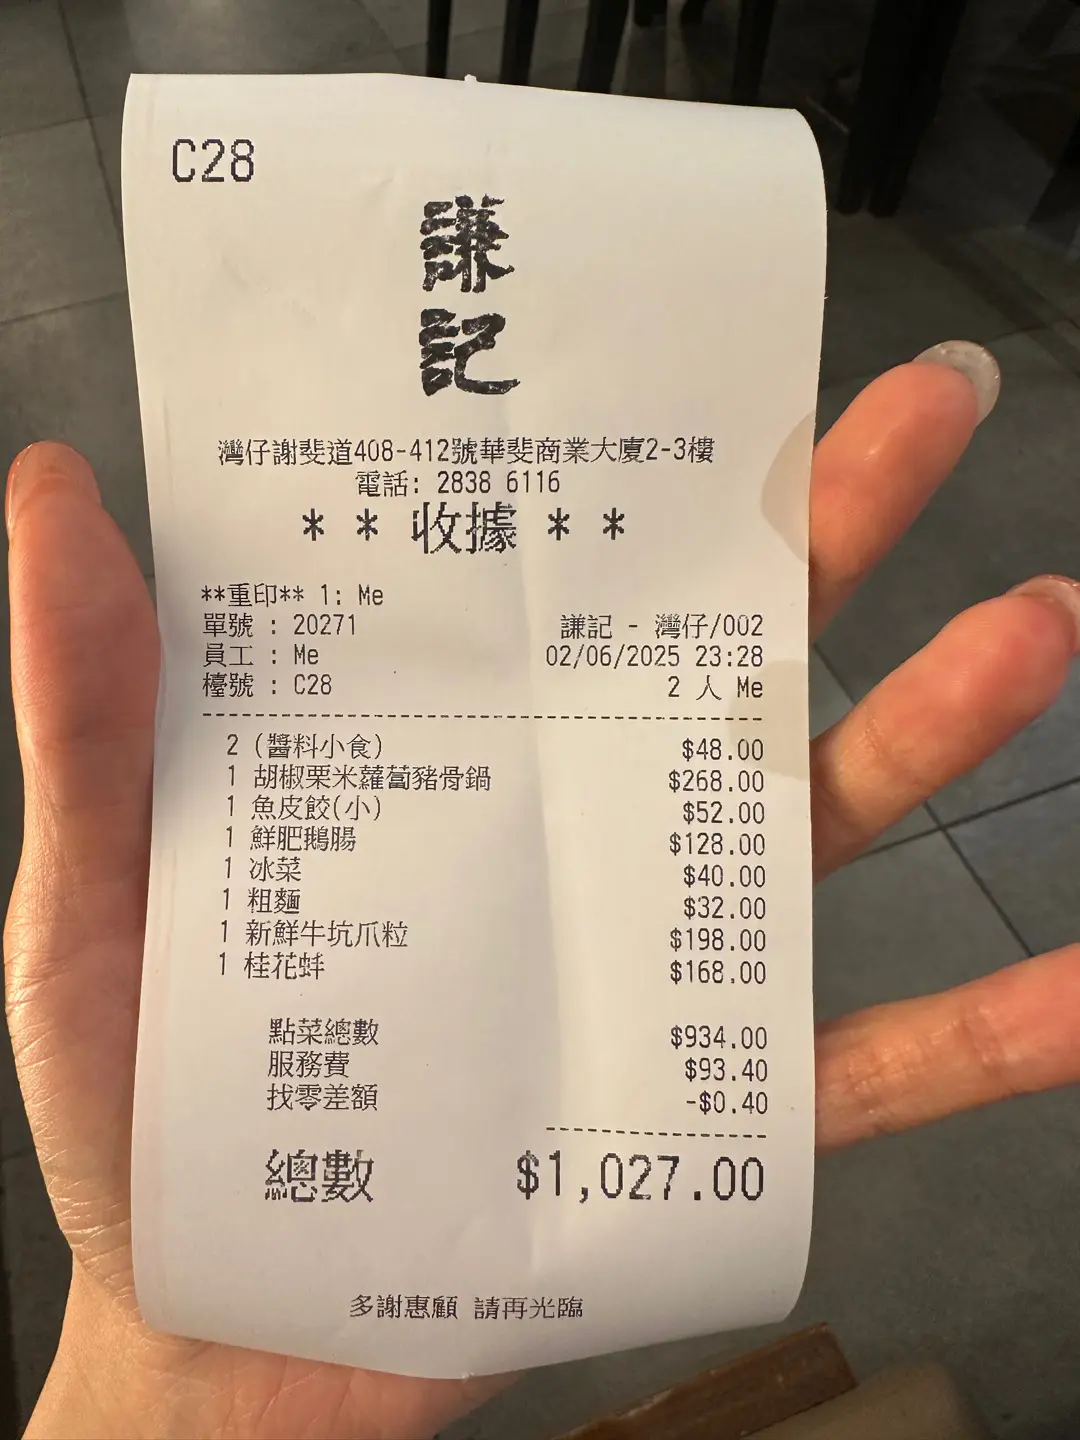 C28
謙
記
灣仔謝斐道408-412號華斐商業大廈2-3樓
電話: 2838 6116
* * 收據 * *
**重印** 1: Me
單號 : 20271 謙記 - 灣仔/002
員工 : Me 02/06/2025 23:28
檯號 : C28 2 人 Me
2 (醬料小食) $48.00
1 胡椒栗米蘿蔔豬骨鍋 $268.00
1 魚皮餃(小) $52.00
1 鮮肥鵝腸 $128.00
1 冰菜 $40.00
1 粗麵 $32.00
1 新鮮牛坑爪粒 $198.00
1 桂花蚌 $168.00
點菜總數 $934.00
服務費 $93.40
找零差額 -$0.40
總數 $1,027.00
多謝惠顧 請再光臨